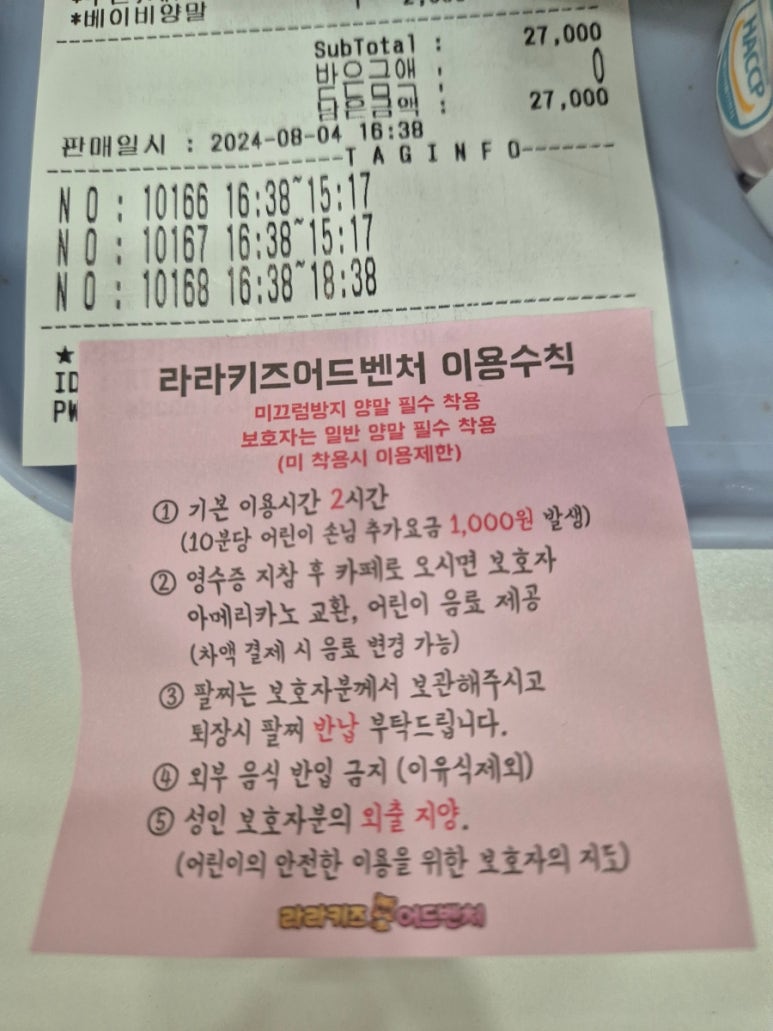 *베이비양말
SubTotal : 27,000
받은금액 : 0
27,000
판매일시 : 2024-08-04 16:38
TAGINFO
NO : 10166 16:38~15:17
NO : 10167 16:38~15:17
NO : 10168 16:38~18:38
★
ID
PW
라라키즈어드벤처 이용수칙
미끄럼방지 양말 필수 착용
보호자는 일반 양말 필수 착용
(미 착용시 이용제한)
① 기본 이용시간 2시간
(10분당 어린이 손님 추가요금 1,000원 발생)
② 영수증 지참 후 카페로 오시면 보호자
아메리카노 교환, 어린이 음료 제공
(차액 결제 시 음료 변경 가능)
③ 팔찌는 보호자분께서 보관해주시고
퇴장시 팔찌 반납 부탁드립니다.
④ 외부 음식 반입 금지 (이유식제외)
⑤ 성인 보호자분의 외출 지양.
(어린이의 안전한 이용을 위한 보호자의 지도)
라라키즈 어드벤처
HACCP